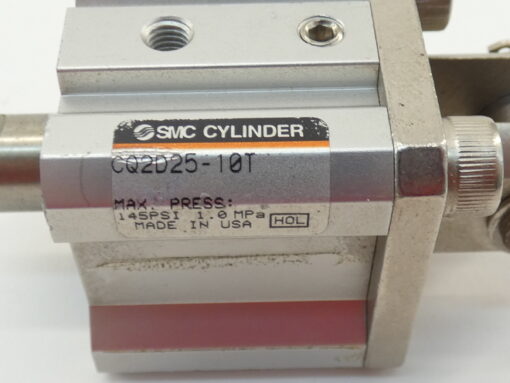 SMC CYLINDER
CQ2D25-10T
MAX. PRESS:
145PSI 1.0 MPa HOL
MADE IN USA